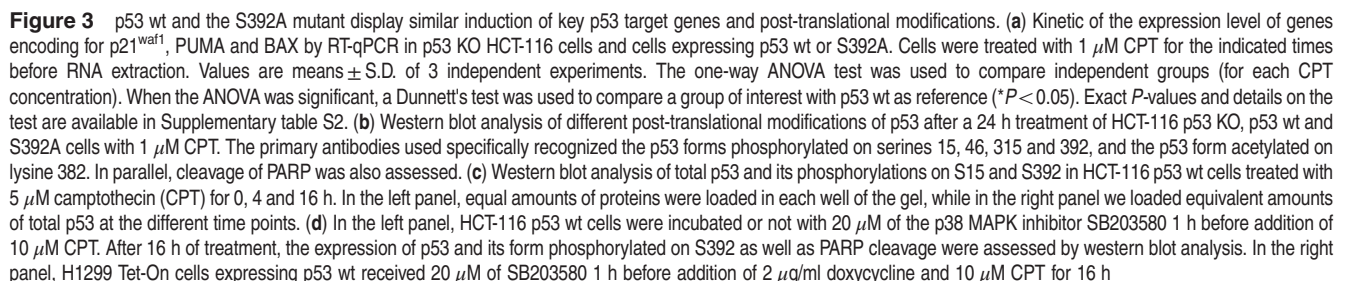 Figure 3 p53 wt and the S392A mutant display similar induction of key p53 target genes and post-translational modifications. (a) Kinetic of the expression level of genes
encoding for p21waf1, PUMA and BAX by RT-qPCR in p53 KO HCT-116 cells and cells expressing p53 wt or S392A. Cells were treated with 1 μM CPT for the indicated times
before RNA extraction. Values are means ± S.D. of 3 independent experiments. The one-way ANOVA test was used to compare independent groups (for each CPT
concentration). When the ANOVA was significant, a Dunnett's test was used to compare a group of interest with p53 wt as reference (*P<0.05). Exact P-values and details on the
test are available in Supplementary table S2. (b) Western blot analysis of different post-translational modifications of p53 after a 24 h treatment of HCT-116 p53 KO, p53 wt and
S392A cells with 1 μM CPT. The primary antibodies used specifically recognized the p53 forms phosphorylated on serines 15, 46, 315 and 392, and the p53 form acetylated on
lysine 382. In parallel, cleavage of PARP was also assessed. (c) Western blot analysis of total p53 and its phosphorylations on S15 and S392 in HCT-116 p53 wt cells treated with
5 μM camptothecin (CPT) for 0, 4 and 16 h. In the left panel, equal amounts of proteins were loaded in each well of the gel, while in the right panel we loaded equivalent amounts
of total p53 at the different time points. (d) In the left panel, HCT-116 p53 wt cells were incubated or not with 20 μM of the p38 MAPK inhibitor SB203580 1 h before addition of
10 μM CPT. After 16 h of treatment, the expression of p53 and its form phosphorylated on S392 as well as PARP cleavage were assessed by western blot analysis. In the right
panel, H1299 Tet-On cells expressing p53 wt received 20 μM of SB203580 1 h before addition of 2 μg/ml doxycycline and 10 μM CPT for 16 h